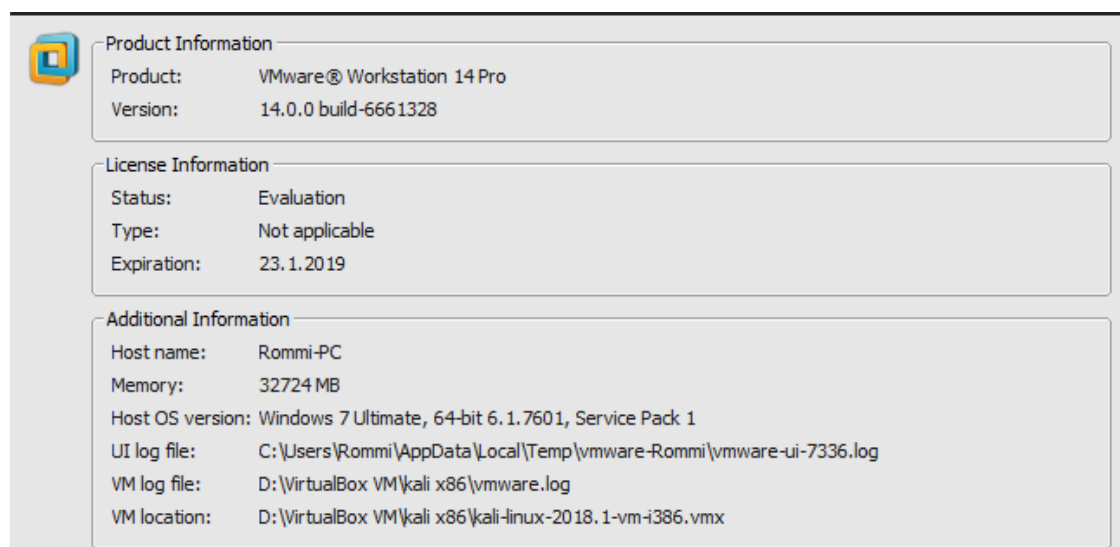 Product Information
Product: VMware® Workstation 14 Pro
Version: 14.0.0 build-6661328
License Information
Status: Evaluation
Type: Not applicable
Expiration: 23.1.2019
Additional Information
Host name: Rommi-PC
Memory: 32724 MB
Host OS version: Windows 7 Ultimate, 64-bit 6.1.7601, Service Pack 1
UI log file: C:\Users\Rommi\AppData\Local\Temp\vmware-Rommi\vmware-ui-7336.log
VM log file: D:\VirtualBox VM\kali x86\vmware.log
VM location: D:\VirtualBox VM\kali x86\kali-linux-2018.1-vm-i386.vmx